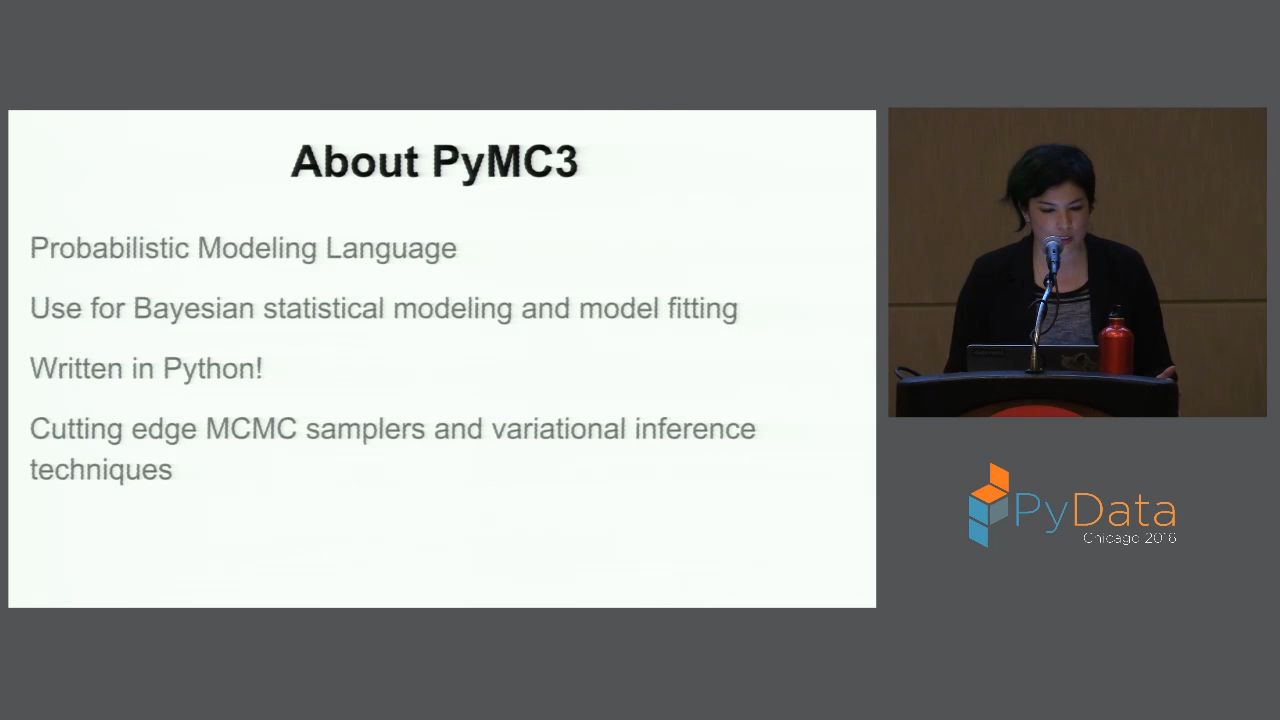 About PyMC3
Probabilistic Modeling Language
Use for Bayesian statistical modeling and model fitting
Written in Python!
Cutting edge MCMC samplers and variational inference
techniques
PyData
Chicago 2016